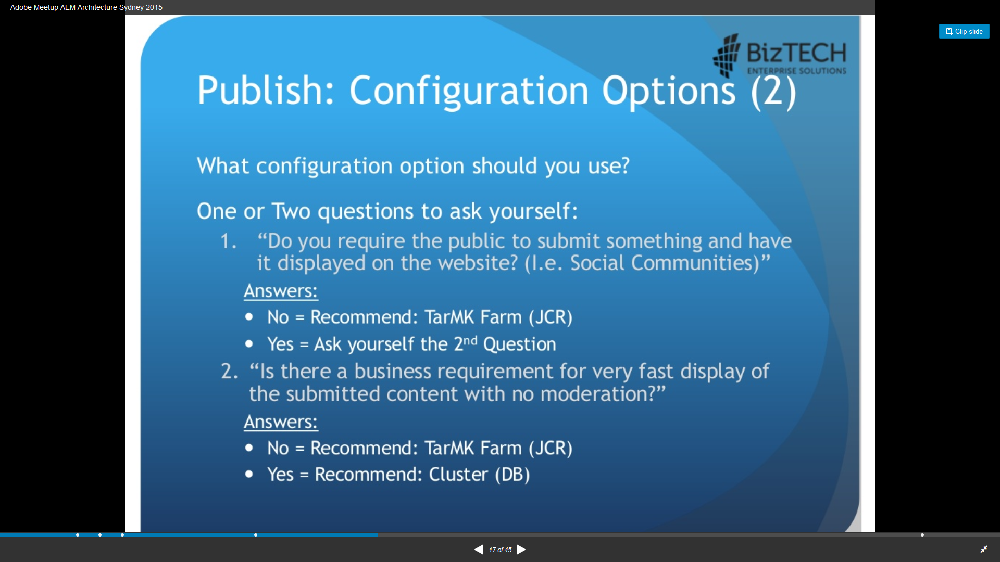 Adobe Meetup AEM Architecture Sydney 2015
Clip slide
BizTECH
ENTERPRISE SOLUTIONS
Publish: Configuration Options (2)
What configuration option should you use?
One or Two questions to ask yourself:
1. “Do you require the public to submit something and have
it displayed on the website? (I.e. Social Communities)”
Answers:
• No = Recommend: TarMK Farm (JCR)
• Yes = Ask yourself the 2nd Question
2. “Is there a business requirement for very fast display of
the submitted content with no moderation?”
Answers:
• No = Recommend: TarMK Farm (JCR)
• Yes = Recommend: Cluster (DB)
17 of 45